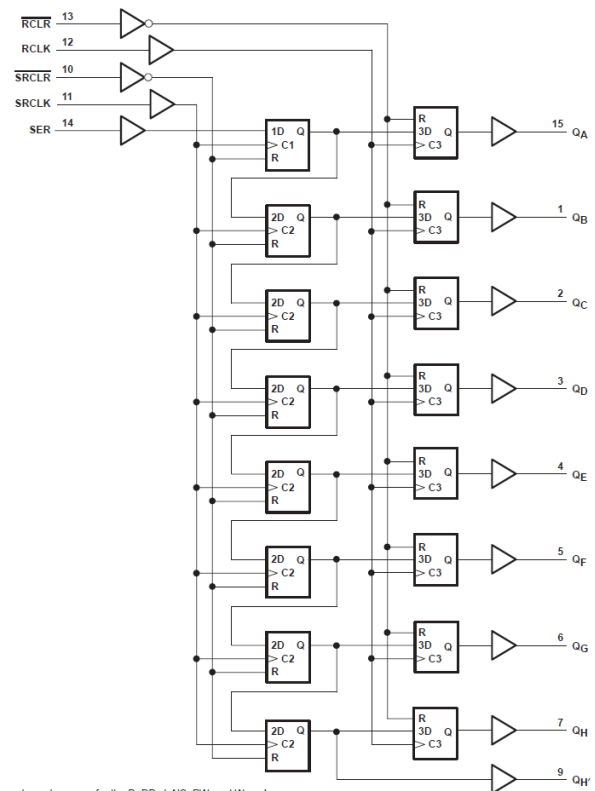 RCLR 13
RCLK 12
SRCLR 10
SRCLK 11
SER 14
1D Q
C1
R
R
3D Q
C3
15 QA
2D Q
C2
R
R
3D Q
C3
1 QB
2D Q
C2
R
R
3D Q
C3
2 QC
2D Q
C2
R
R
3D Q
C3
3 QD
2D Q
C2
R
R
3D Q
C3
4 QE
2D Q
C2
R
R
3D Q
C3
5 QF
2D Q
C2
R
R
3D Q
C3
6 QG
2D Q
C2
R
R
3D Q
C3
7 QH
9 QH'